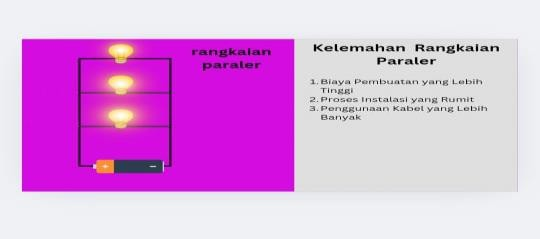 rangkaian
paraler
Kelemahan Rangkaian
Paraler
1. Biaya Pembuatan yang Lebih
Tinggi
2. Proses Instalasi yang Rumit
3. Penggunaan Kabel yang Lebih
Banyak